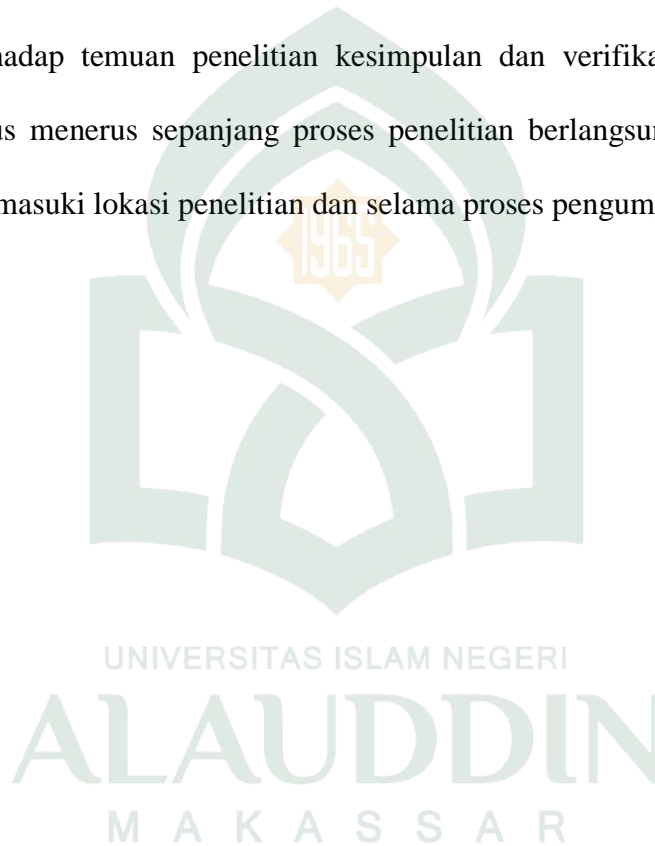 hadap temuan penelitian kesimpulan dan verifika
us menerus sepanjang proses penelitian berlangsu
masuki lokasi penelitian dan selama proses pengum
1965
UNIVERSITAS ISLAM NEGERI
ALAUDDIN
MAKASSAR